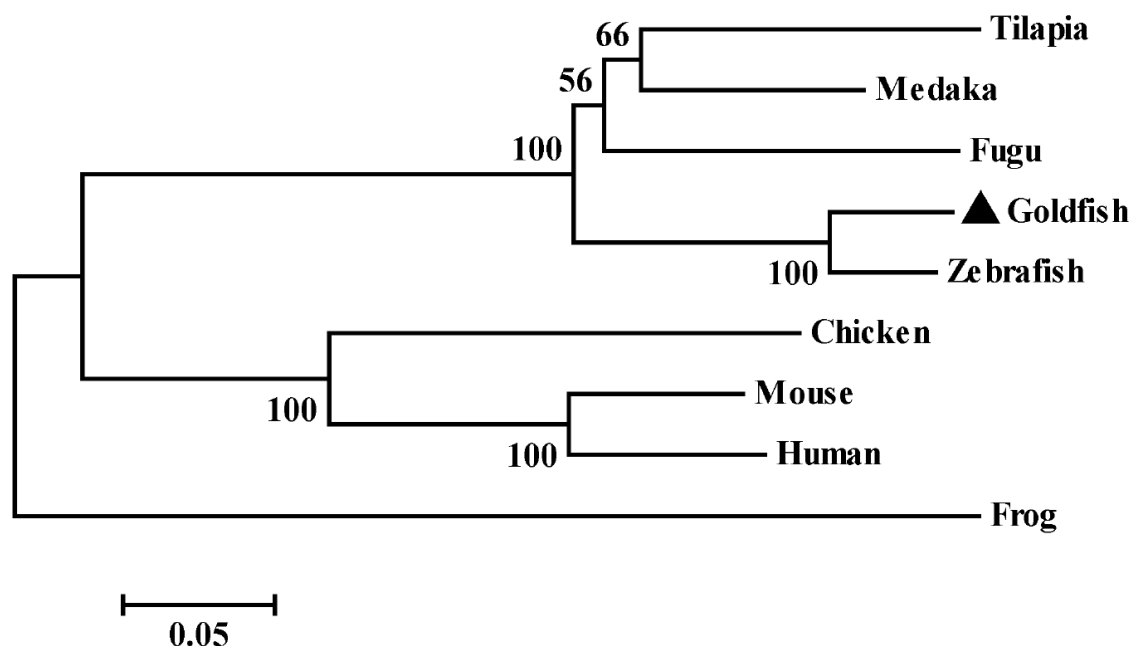 66
Tilapia
56
Medaka
100
Fugu
Goldfish
100
Zebrafish
Chicken
100
Mouse
100
Human
Frog
0.05